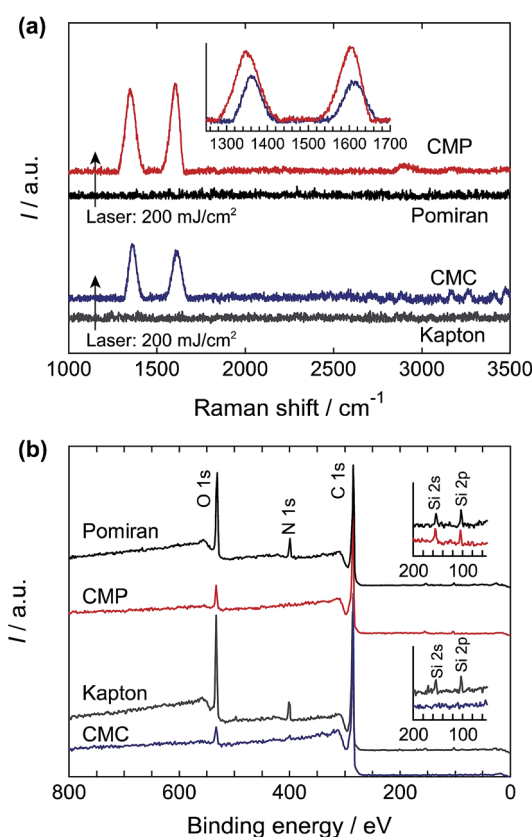 (a)
I / a.u.
1300 1400 1500 1600 1700
CMP
Laser: 200 mJ/cm²
Pomiran
CMC
Laser: 200 mJ/cm²
Kapton
1000 1500 2000 2500 3000 3500
Raman shift / cm⁻¹
(b)
I / a.u.
O 1s
N 1s
C 1s
Si 2s
Si 2p
Pomiran
200 100
CMP
Si 2s
Si 2p
Kapton
200 100
CMC
800 600 400 200 0
Binding energy / eV